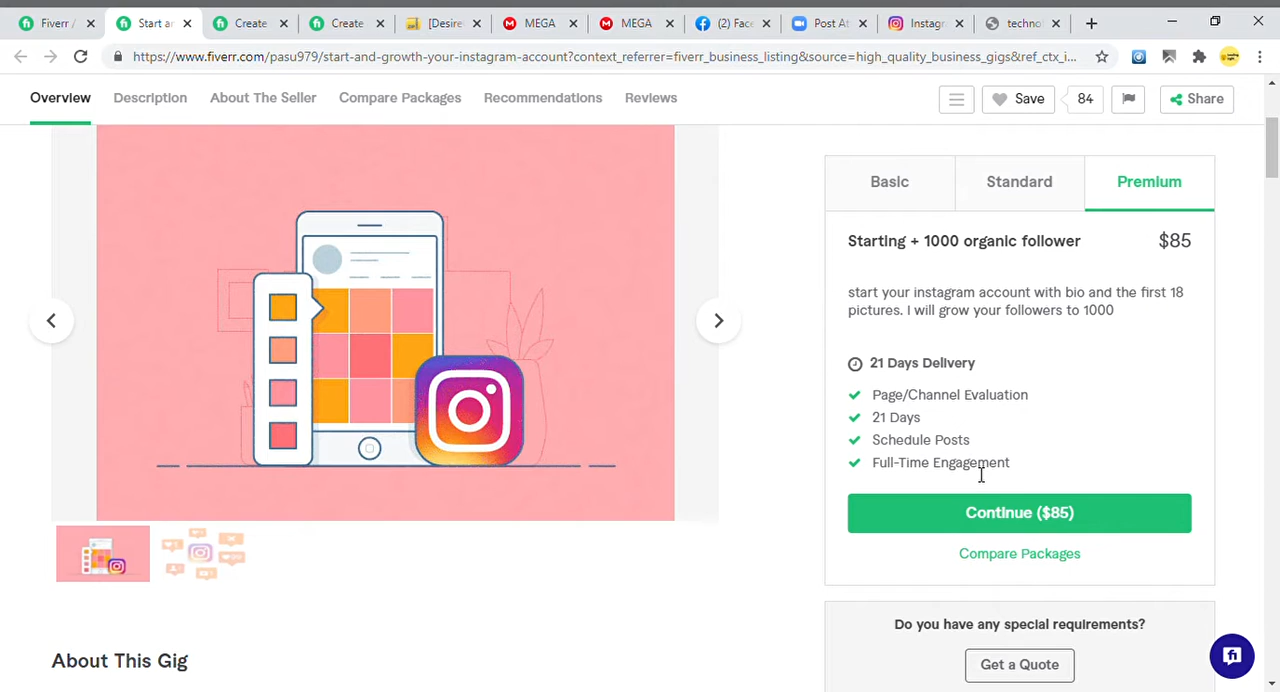 Fiverr /
Start an
Create
Create
[Desire
MEGA
MEGA
(2) Face
Post At
Instagr
techno
https://www.fiverr.com/pasu979/start-and-growth-your-instagram-account?context_referrer=fiverr_business_listing&source=high_quality_business_gigs&ref_ctx_i...
Overview
Description
About The Seller
Compare Packages
Recommendations
Reviews
Save
84
Share
Basic
Standard
Premium
Starting + 1000 organic follower
$85
start your instagram account with bio and the first 18
pictures. I will grow your followers to 1000
21 Days Delivery
Page/Channel Evaluation
21 Days
Schedule Posts
Full-Time Engagement
Continue ($85)
Compare Packages
About This Gig
Do you have any special requirements?
Get a Quote
fi